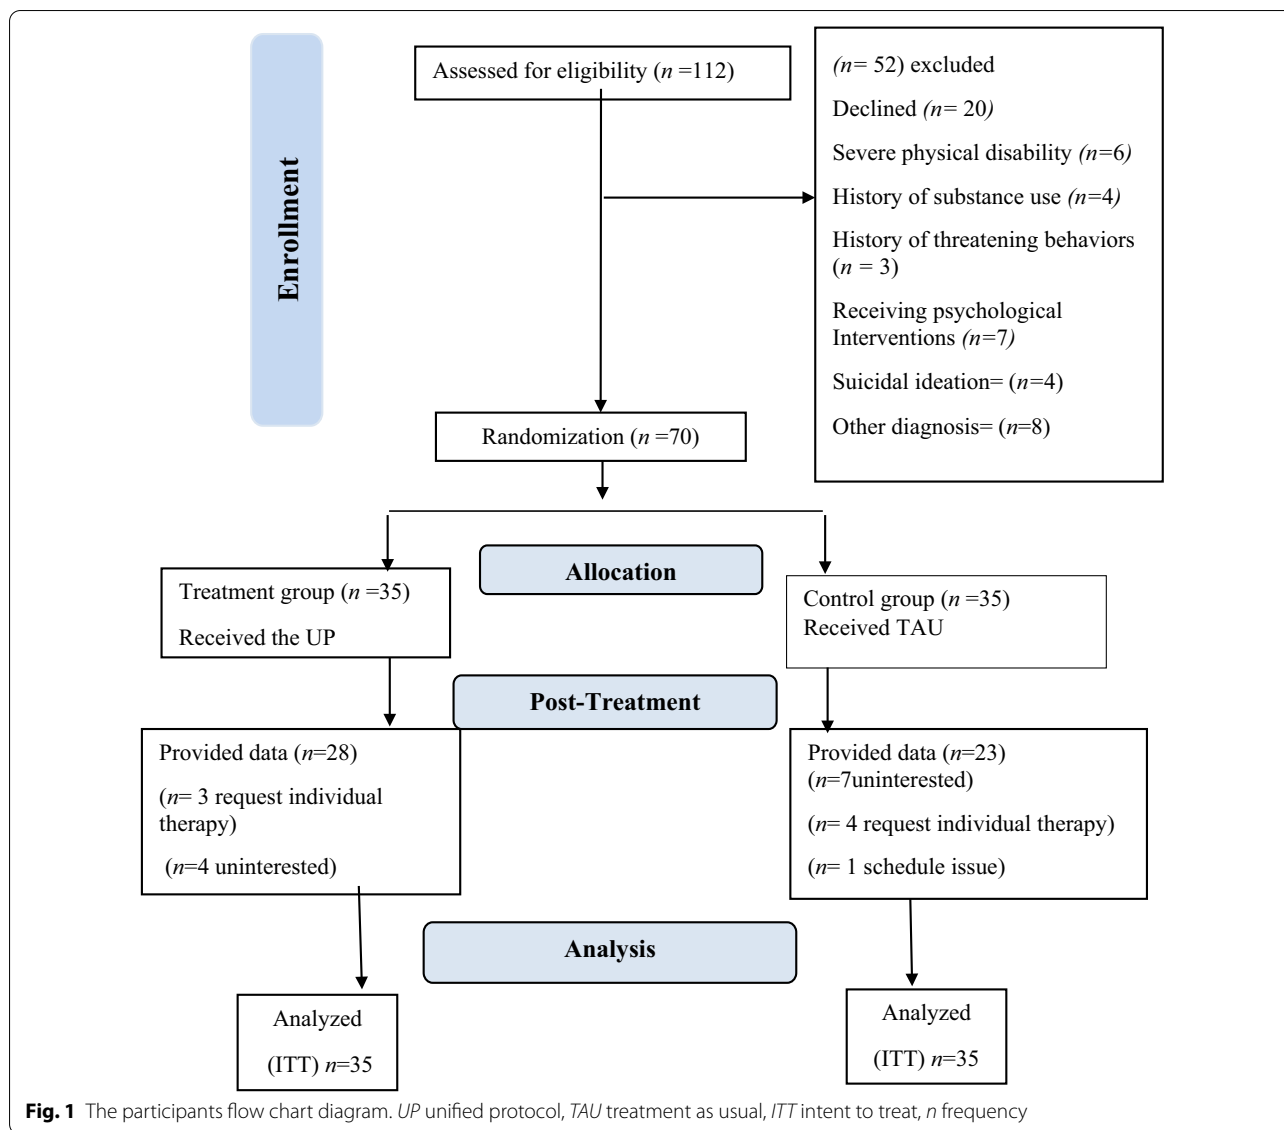 Enrollment
Assessed for eligibility (n =112)
(n= 52) excluded
Declined (n= 20)
Severe physical disability (n=6)
History of substance use (n=4)
History of threatening behaviors
(n = 3)
Receiving psychological
Interventions (n=7)
Suicidal ideation= (n=4)
Other diagnosis= (n=8)
Randomization (n =70)
Allocation
Treatment group (n =35)
Received the UP
Control group (n =35)
Received TAU
Post-Treatment
Provided data (n=28)
(n= 3 request individual
therapy)
(n=4 uninterested)
Provided data (n=23)
(n=7uninterested)
(n= 4 request individual therapy)
(n= 1 schedule issue)
Analysis
Analyzed
(ITT) n=35
Analyzed
(ITT) n=35
Fig. 1 The participants flow chart diagram. UP unified protocol, TAU treatment as usual, ITT intent to treat, n frequency